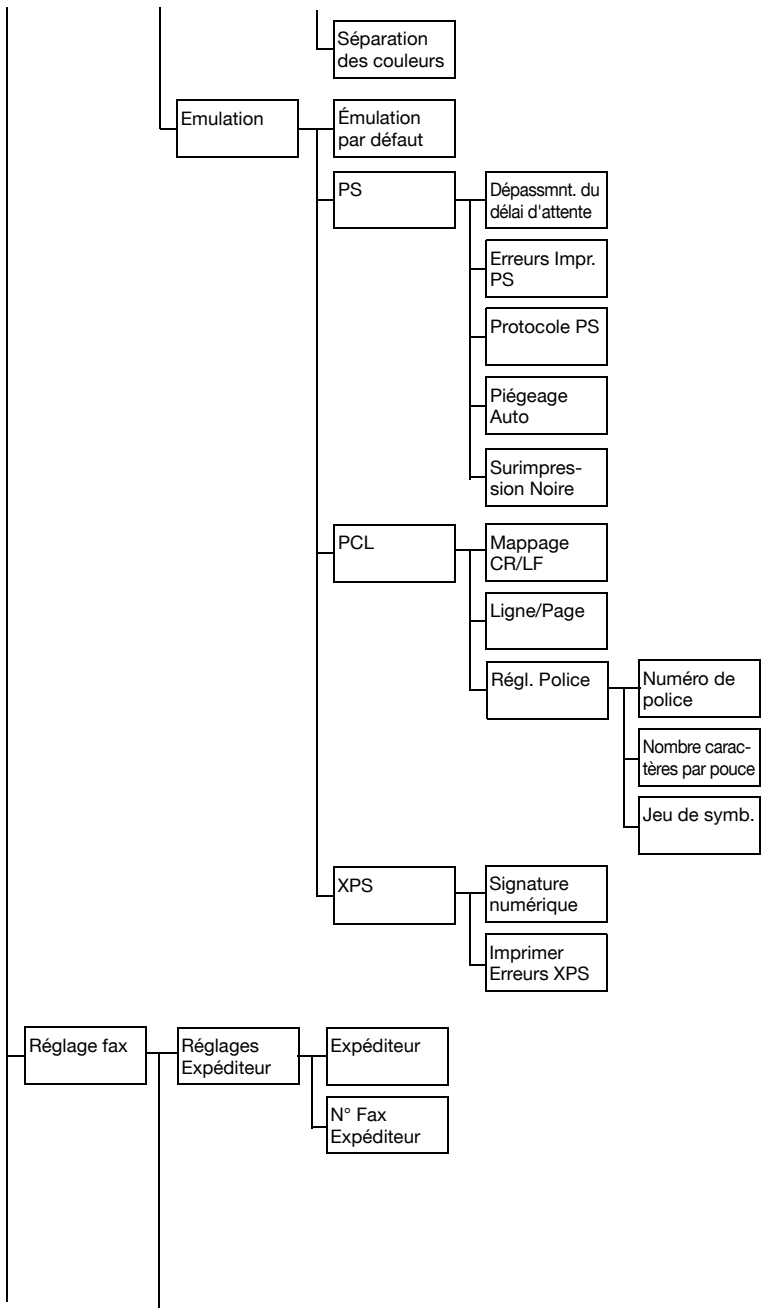 Séparation
des couleurs
Emulation
Émulation
par défaut
PS
Dépassmnt. du
délai d'attente
Erreurs Impr.
PS
Protocole PS
Piégeage
Auto
Surimpres-
sion Noire
PCL
Mappage
CR/LF
Ligne/Page
Régl. Police
Numéro de
police
Nombre carac-
tères par pouce
Jeu de symb.
XPS
Signature
numérique
Imprimer
Erreurs XPS
Réglage fax
Réglages
Expéditeur
Expéditeur
N° Fax
Expéditeur